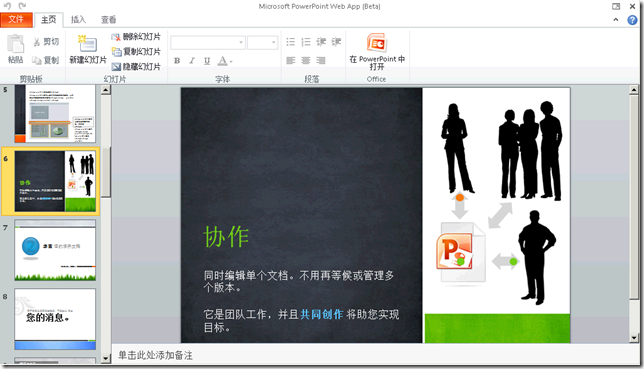 Microsoft PowerPoint Web App (Beta)
文件 主页 插入 查看
粘贴
剪切
复制
剪贴板
新建幻灯片
删除幻灯片
复制幻灯片
隐藏幻灯片
幻灯片
B I U A
字体
段落
在 PowerPoint 中
打开
Office
5
6
协作
7
2
8
您的消息。
协作
同时编辑单个文档。不用再等候或管理多
个版本。
它是团队工作，并且共同创作 将助您实现
目标。
P
单击此处添加备注